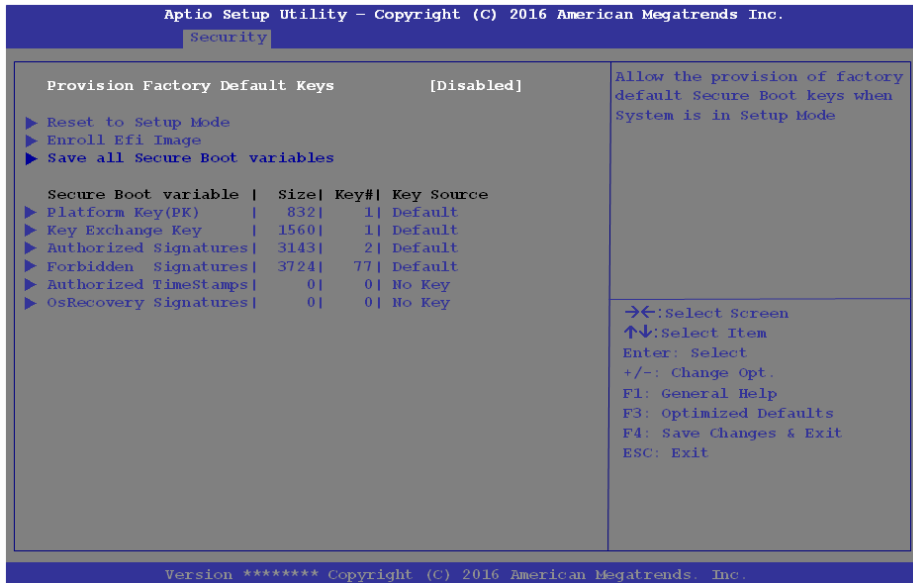 Aptio Setup Utility – Copyright (C) 2016 American Megatrends Inc.
Security
Provision Factory Default Keys [Disabled]
▶ Reset to Setup Mode
▶ Enroll Efi Image
▶ Save all Secure Boot variables
Secure Boot variable | Size| Key#| Key Source
▶ Platform Key(PK) | 832| 1| Default
▶ Key Exchange Key | 1560| 1| Default
▶ Authorized Signatures| 3143| 2| Default
▶ Forbidden Signatures| 3724| 77| Default
▶ Authorized TimeStamps| 0| 0| No Key
▶ OsRecovery Signatures| 0| 0| No Key
Allow the provision of factory
default Secure Boot keys when
System is in Setup Mode
→←:Select Screen
↑↓:Select Item
Enter: Select
+/-: Change Opt.
F1: General Help
F3: Optimized Defaults
F4: Save Changes & Exit
ESC: Exit
Version ******** Copyright (C) 2016 American Megatrends. Inc.